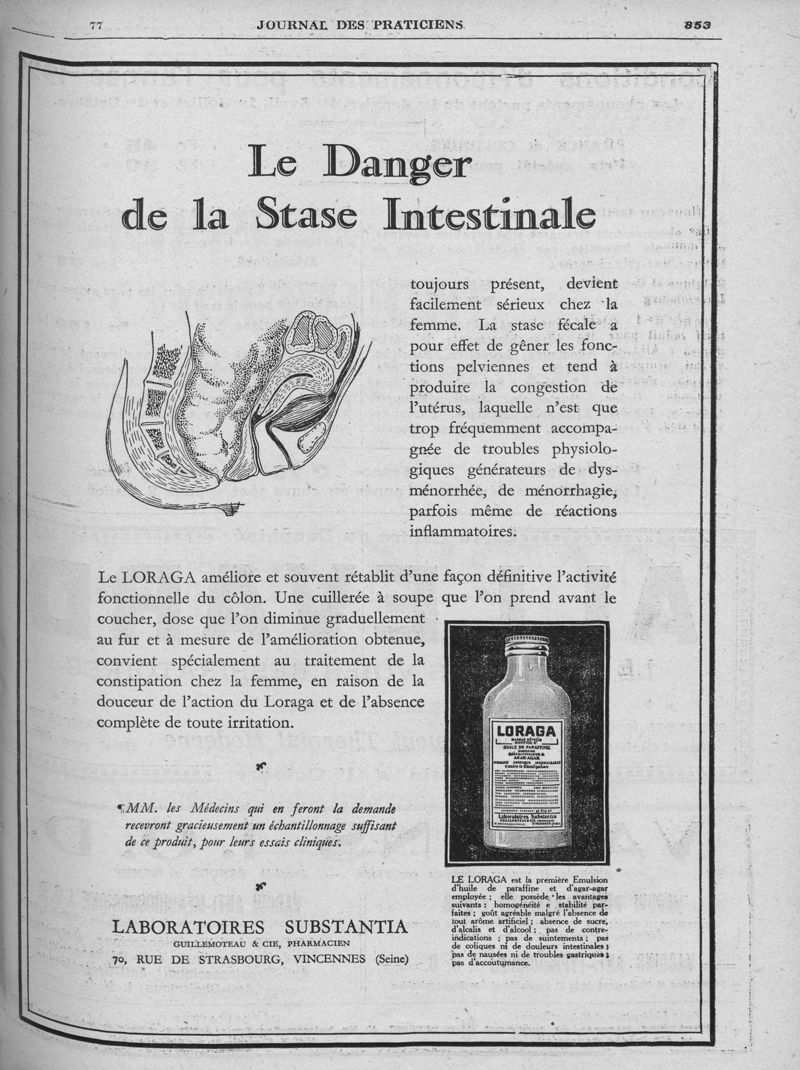 77
JOURNAL DES PRATICIENS
853
Le Danger
de la Stase Intestinale
toujours présent, devient
facilement sérieux chez la
femme. La stase fécale a
pour effet de gêner les fonc-
tions pelviennes et tend à
produire la congestion de
l'utérus, laquelle n'est que
trop fréquemment accompa-
gnée de troubles physiolo-
giques générateurs de dys-
ménorrhée, de ménorrhagie,
parfois même de réactions
inflammatoires.
Le LORAGA améliore et souvent rétablit d'une façon définitive l'activité
fonctionnelle du côlon. Une cuillerée à soupe que l'on prend avant le
coucher, dose que l'on diminue graduellement
au fur et à mesure de l'amélioration obtenue,
convient spécialement au traitement de la
constipation chez la femme, en raison de la
douceur de l'action du Loraga et de l'absence
complète de toute irritation.
¶MM. les Médecins qui en feront la demande
recevront gracieusement un échantillonnage suffisant
de ce produit, pour leurs essais cliniques.
LABORATOIRES SUBSTANTIA
GUILLEMOTEAU & CIE, PHARMACIEN
70, RUE DE STRASBOURG, VINCENNES (Seine)
LORAGA
HUILE DE PARAFFINE
AGAR-AGAR
Laboratoires Substantia
LE LORAGA est la première Emulsion
d'huile de paraffine et d'agar-agar
employée ; elle possède les avantages
suivants : homogénéité e stabilité par-
faites ; goût agréable malgré l'absence de
tout arôme artificiel ; absence de sucre,
d'alcalis et d'alcool ; pas de contre-
indications ; pas de suintements ; pas
de coliques ni de douleurs intestinales ;
pas de nausées ni de troubles gastriques ;
pas d'accoutumance.